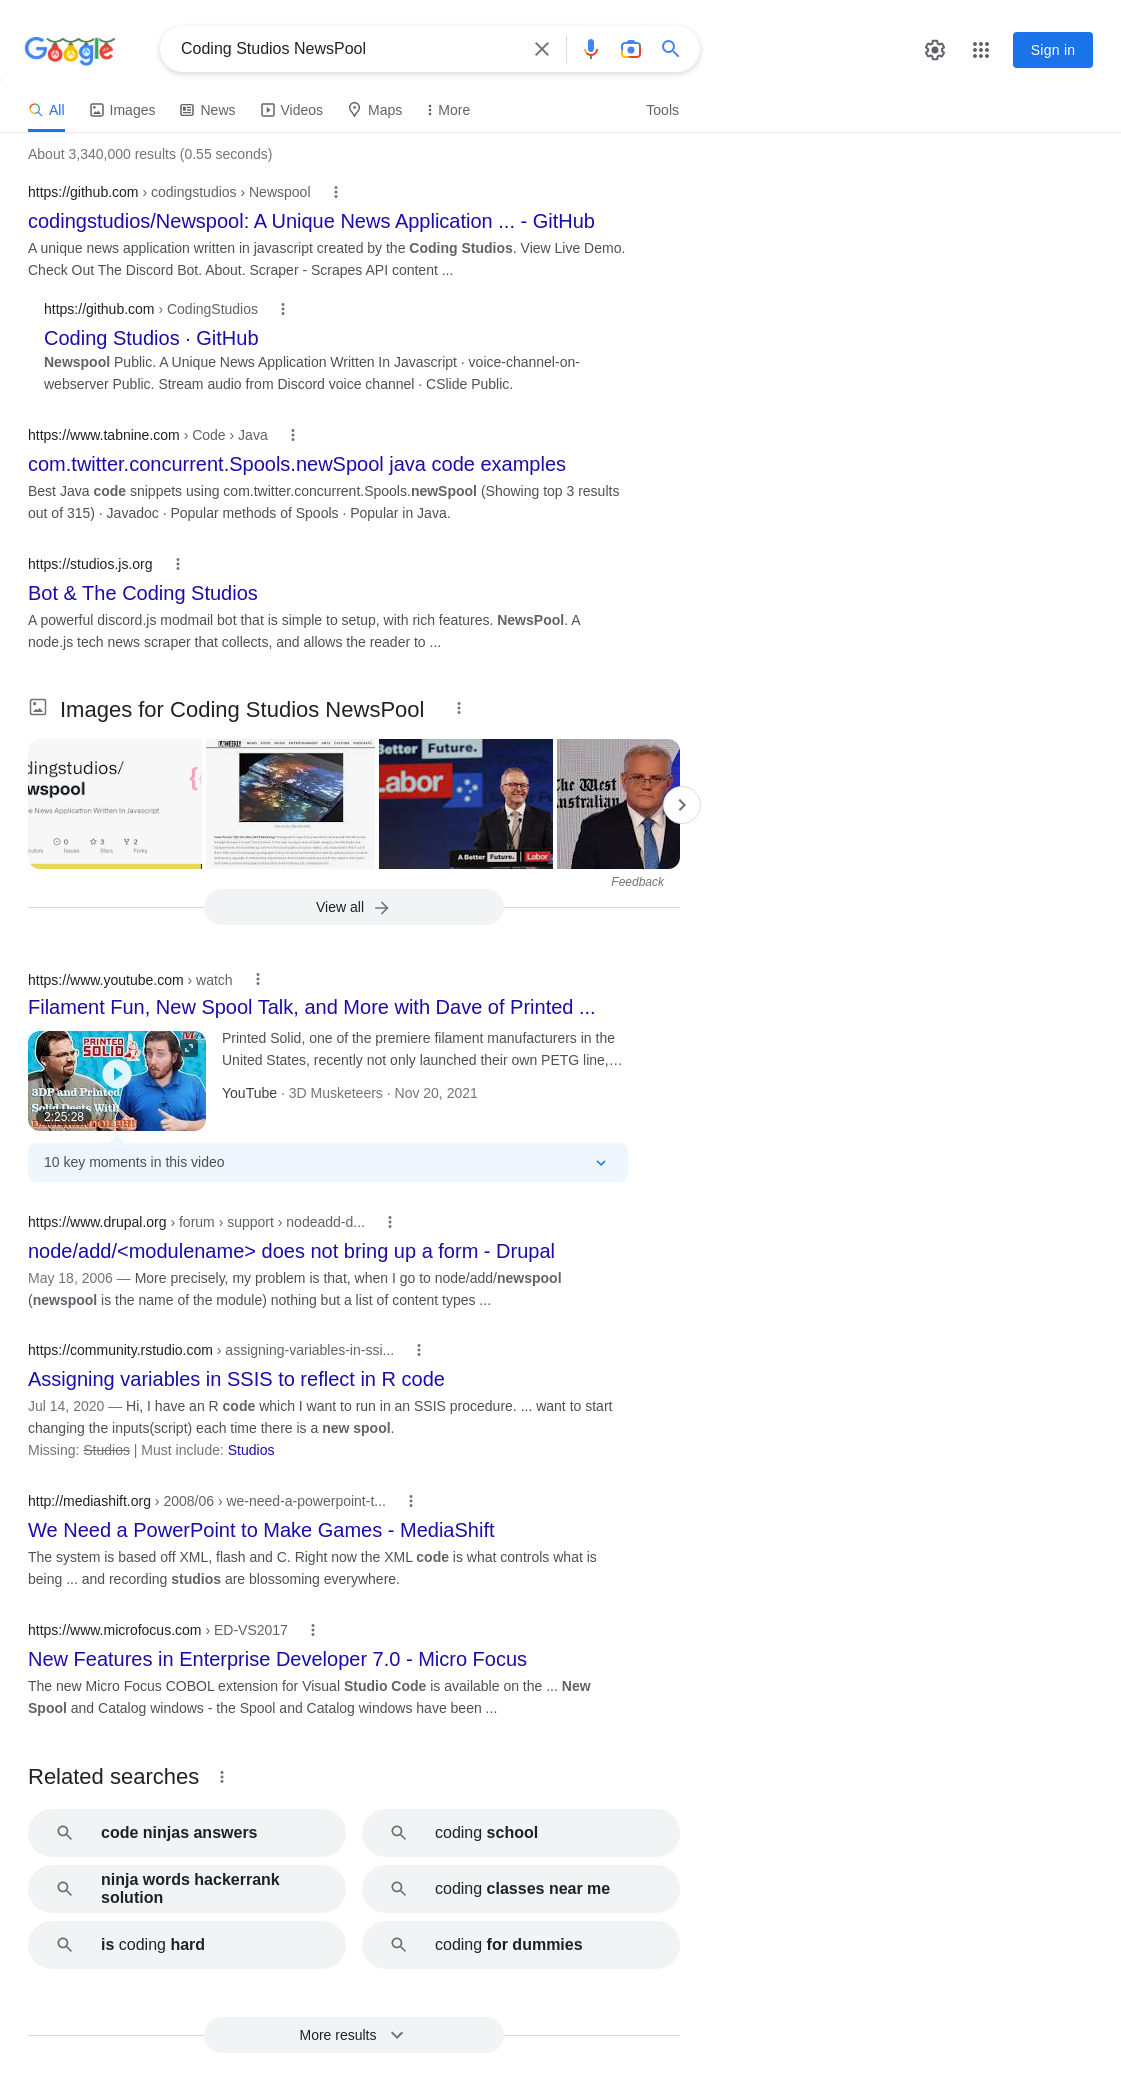 Google
Coding Studios NewsPool
Sign in
All
Images
News
Videos
Maps
More
Tools
About 3,340,000 results (0.55 seconds)
https://github.com › codingstudios › Newspool
codingstudios/Newspool: A Unique News Application ... - GitHub
A unique news application written in javascript created by the Coding Studios. View Live Demo.
Check Out The Discord Bot. About. Scraper - Scrapes API content ...
https://github.com › CodingStudios
Coding Studios · GitHub
Newspool Public. A Unique News Application Written In Javascript · voice-channel-on-
webserver Public. Stream audio from Discord voice channel · CSlide Public.
https://www.tabnine.com › Code › Java
com.twitter.concurrent.Spools.newSpool java code examples
Best Java code snippets using com.twitter.concurrent.Spools.newSpool (Showing top 3 results
out of 315) · Javadoc · Popular methods of Spools · Popular in Java.
https://studios.js.org
Bot & The Coding Studios
A powerful discord.js modmail bot that is simple to setup, with rich features. NewsPool. A
node.js tech news scraper that collects, and allows the reader to ...
Images for Coding Studios NewsPool
dingstudios/
wspool
e News Application Written In Javascript
0
3
2
Issues
Stars
Forks
Better Future.
Labor
A Better Future. Labor
The West
Australian
Feedback
View all
https://www.youtube.com › watch
Filament Fun, New Spool Talk, and More with Dave of Printed ...
PRINTED
SOLID
3DP and Printed
Solid Deets With
2:25:28
Printed Solid, one of the premiere filament manufacturers in the
United States, recently not only launched their own PETG line,…
YouTube · 3D Musketeers · Nov 20, 2021
10 key moments in this video
https://www.drupal.org › forum › support › nodeadd-d...
node/add/<modulename> does not bring up a form - Drupal
May 18, 2006 — More precisely, my problem is that, when I go to node/add/newspool
(newspool is the name of the module) nothing but a list of content types ...
https://community.rstudio.com › assigning-variables-in-ssi...
Assigning variables in SSIS to reflect in R code
Jul 14, 2020 — Hi, I have an R code which I want to run in an SSIS procedure. ... want to start
changing the inputs(script) each time there is a new spool.
Missing: Studios | Must include: Studios
http://mediashift.org › 2008/06 › we-need-a-powerpoint-t...
We Need a PowerPoint to Make Games - MediaShift
The system is based off XML, flash and C. Right now the XML code is what controls what is
being ... and recording studios are blossoming everywhere.
https://www.microfocus.com › ED-VS2017
New Features in Enterprise Developer 7.0 - Micro Focus
The new Micro Focus COBOL extension for Visual Studio Code is available on the ... New
Spool and Catalog windows - the Spool and Catalog windows have been ...
Related searches
code ninjas answers
coding school
ninja words hackerrank
solution
coding classes near me
is coding hard
coding for dummies
More results